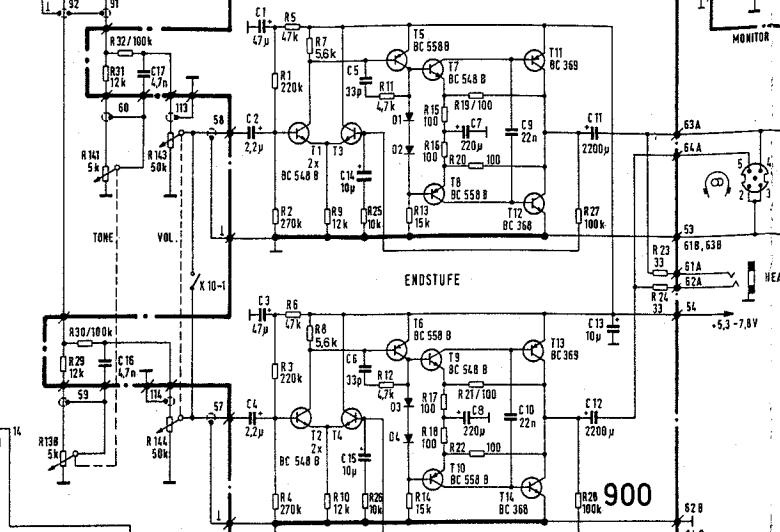 92
91
R32/100k
R31
12k
C17
4,7n
60
113
R141
5k
R143
50k
TONE
VOL.
X10-1
58
C1
47µ
R5
47k
R7
5,6k
R1
220k
C2
2,2µ
T1
2x
BC 548 B
T3
C5
33p
R11
4,7k
T5
BC 558 B
T7
BC 548 B
T11
BC 369
R19/100
R15
100
C7
220µ
R16
100
R20
100
C9
22n
D1
D2
T8
BC 558 B
T12
BC 368
C11
2200µ
C14
10µ
R2
270k
R9
12k
R25
10k
R13
15k
R27
100k
63A
64A
MONITOR
5
4
2
3
53
61B, 63B
R23
33
61A
62A
R24
33
54
+5,3 -7,8V
HEA
ENDSTUFE
R30/100k
R29
12k
C16
4,7n
59
114
R138
5k
R144
50k
57
14
C3
47µ
R6
47k
R8
5,6k
R3
220k
C4
2,2µ
T2
2x
BC 548 B
T4
C6
33p
R12
4,7k
T6
BC 558 B
T9
BC 548 B
T13
BC 369
C13
10µ
R21/100
R17
100
C8
220µ
R18
100
R22
100
C10
22n
D3
D4
T10
BC 558 B
T14
BC 368
C12
2200µ
C15
10µ
R4
270k
R10
12k
R26
10k
R14
15k
R28
100k
900
62B